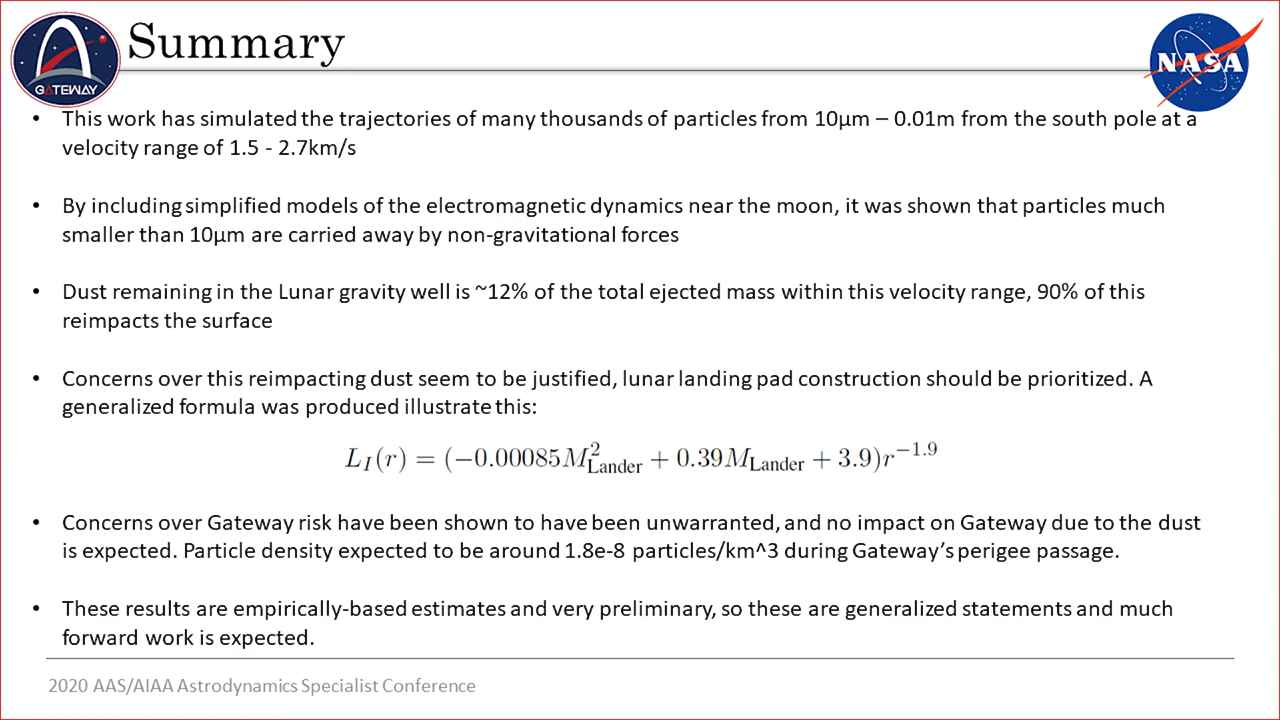 GATEWAY
Summary
NASA
• This work has simulated the trajectories of many thousands of particles from 10µm – 0.01m from the south pole at a
velocity range of 1.5 - 2.7km/s
• By including simplified models of the electromagnetic dynamics near the moon, it was shown that particles much
smaller than 10µm are carried away by non-gravitational forces
• Dust remaining in the Lunar gravity well is ~12% of the total ejected mass within this velocity range, 90% of this
reimpacts the surface
• Concerns over this reimpacting dust seem to be justified, lunar landing pad construction should be prioritized. A
generalized formula was produced illustrate this:
L_I(r) = (−0.00085M²_Lander + 0.39M_Lander + 3.9)r^−1.9
• Concerns over Gateway risk have been shown to have been unwarranted, and no impact on Gateway due to the dust
is expected. Particle density expected to be around 1.8e-8 particles/km^3 during Gateway's perigee passage.
• These results are empirically-based estimates and very preliminary, so these are generalized statements and much
forward work is expected.
2020 AAS/AIAA Astrodynamics Specialist Conference